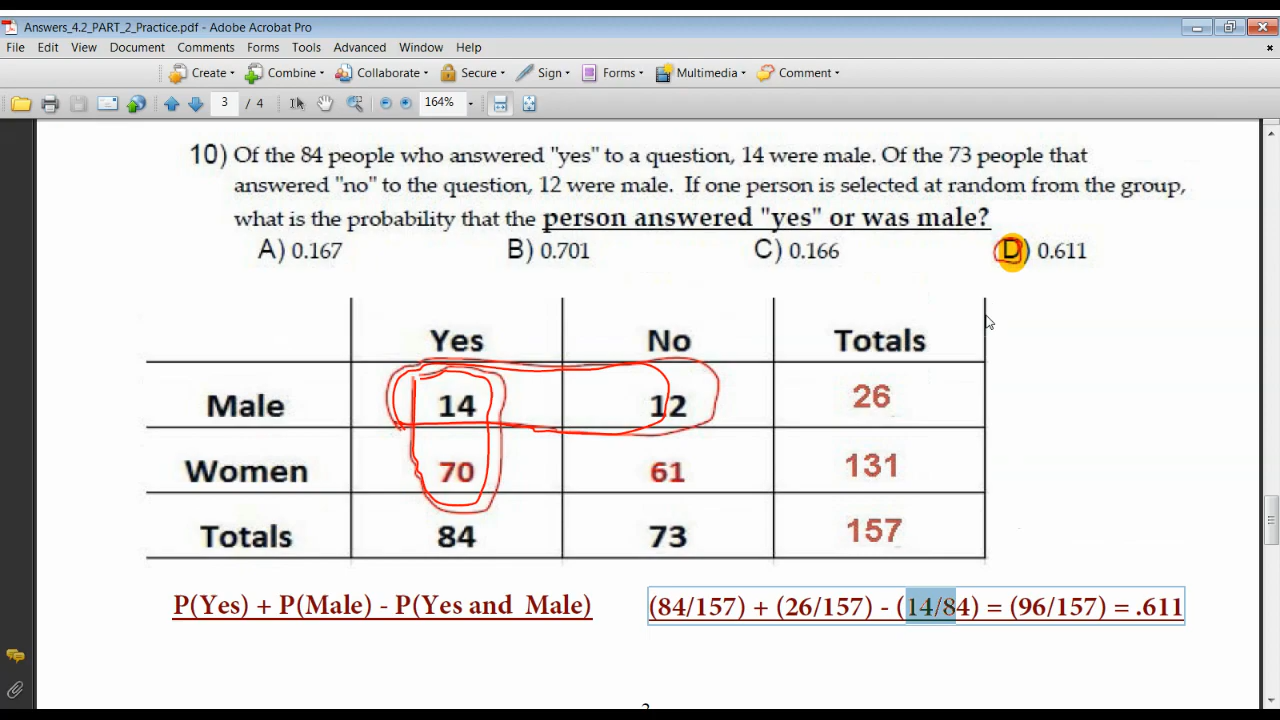 Answers_4.2_PART_2_Practice.pdf - Adobe Acrobat Pro
File Edit View Document Comments Forms Tools Advanced Window Help
Create Combine Collaborate Secure Sign Forms Multimedia Comment
3 / 4 164%
10) Of the 84 people who answered "yes" to a question, 14 were male. Of the 73 people that
answered "no" to the question, 12 were male. If one person is selected at random from the group,
what is the probability that the person answered "yes" or was male?
A) 0.167 B) 0.701 C) 0.166 D) 0.611
Yes No Totals
Male 14 12 26
Women 70 61 131
Totals 84 73 157
P(Yes) + P(Male) - P(Yes and Male) (84/157) + (26/157) - (14/84) = (96/157) = .611